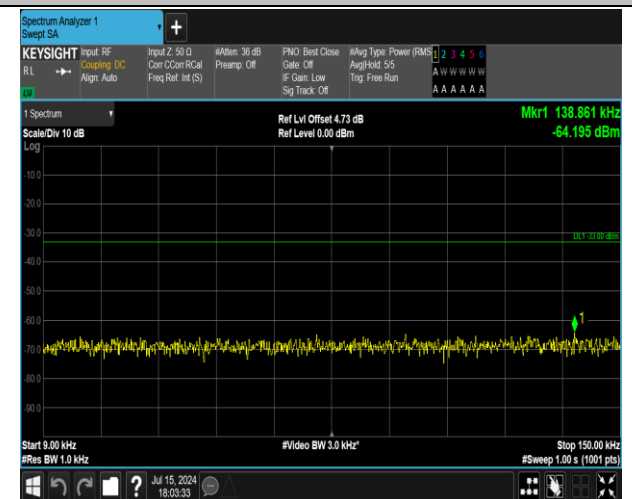 Spectrum Analyzer 1
Swept SA
+
KEYSIGHT Input: RF Input Z: 50 Ω #Atten: 36 dB PNO: Best Close #Avg Type: Power (RMS 1 2 3 4 5 6
RL Coupling: DC Corr CCorr RCal Preamp: Off Gate: Off Avg|Hold: 5/5 A W W W W W
Align: Auto Freq Ref: Int (S) IF Gain: Low Trig: Free Run
Sig Track: Off A A A A A A
1 Spectrum Ref Lvl Offset 4.73 dB Mkr1 138.861 kHz
Scale/Div 10 dB Ref Level 0.00 dBm -64.195 dBm
Log
-10.0
-20.0
-30.0
DL1 -33.00 dBm
-40.0
-50.0
1
-60.0
-70.0
-80.0
-90.0
Start 9.00 kHz #Video BW 3.0 kHz* Stop 150.00 kHz
#Res BW 1.0 kHz #Sweep 1.00 s (1001 pts)
? Jul 15, 2024
18:03:33